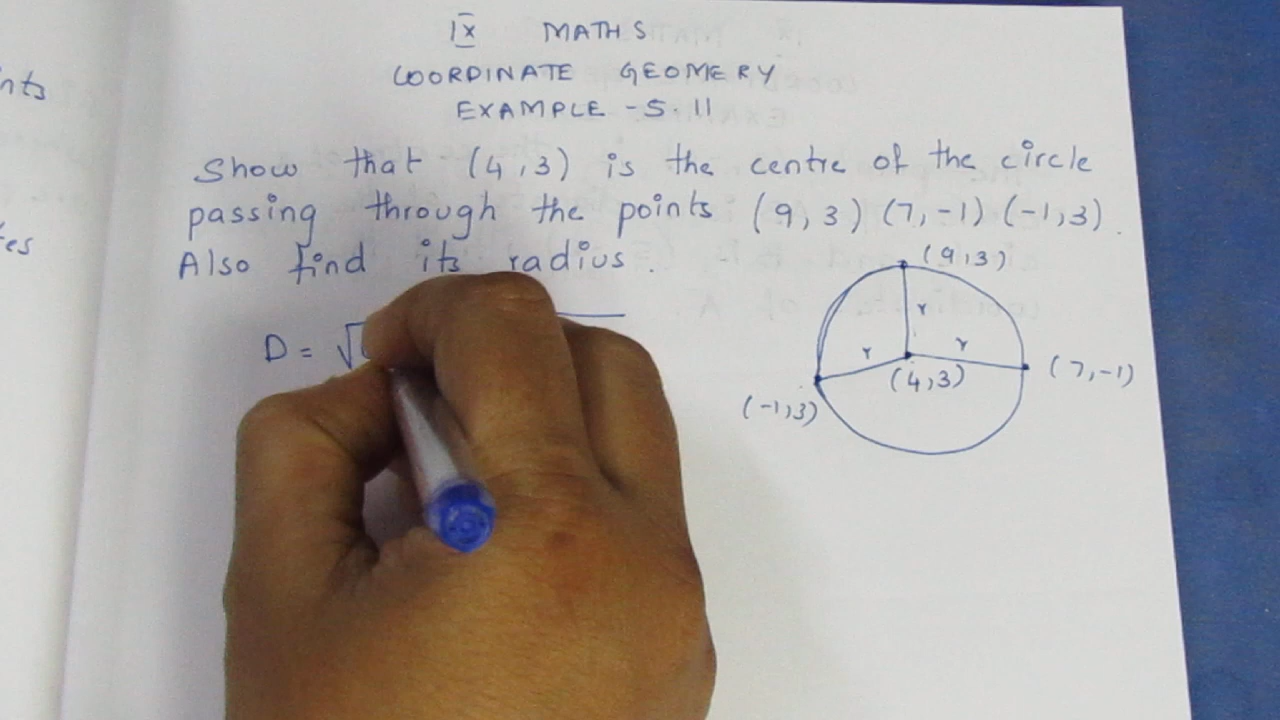 IX MATHS
COORDINATE GEOMERY
EXAMPLE - 5.11
Show that (4,3) is the centre of the circle
passing through the points (9,3) (7,-1) (-1,3).
Also find its radius.
(9,3)
D = √
r
r
r
(4,3)
(7,-1)
(-1,3)
nts
es